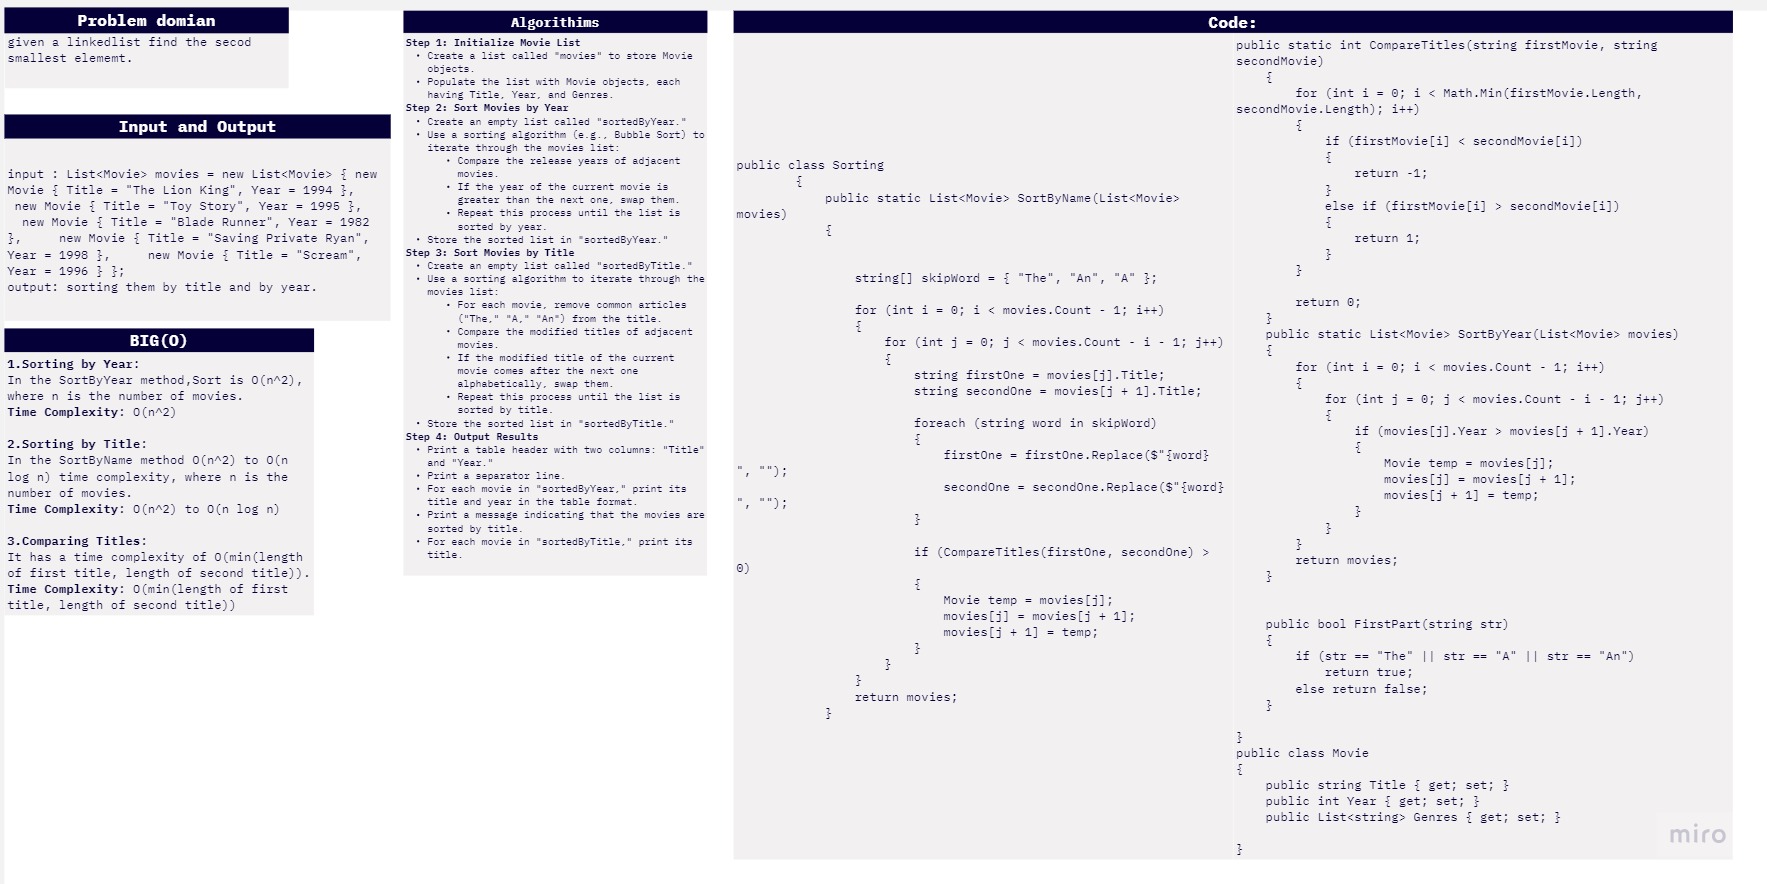 Problem domian
given a linkedlist find the secod
smallest elememt.
Input and Output
input : List<Movie> movies = new List<Movie> { new
Movie { Title = "The Lion King", Year = 1994 },
new Movie { Title = "Toy Story", Year = 1995 },
new Movie { Title = "Blade Runner", Year = 1982
},     new Movie { Title = "Saving Private Ryan",
Year = 1998 },     new Movie { Title = "Scream",
Year = 1996 } };
output: sorting them by title and by year.
BIG(O)
1.Sorting by Year:
In the SortByYear method,Sort is O(n^2),
where n is the number of movies.
Time Complexity: O(n^2)
2.Sorting by Title:
In the SortByName method O(n^2) to O(n
log n) time complexity, where n is the
number of movies.
Time Complexity: O(n^2) to O(n log n)
3.Comparing Titles:
It has a time complexity of O(min(length
of first title, length of second title)).
Time Complexity: O(min(length of first
title, length of second title))
Algorithims
Step 1: Initialize Movie List
• Create a list called "movies" to store Movie
objects.
• Populate the list with Movie objects, each
having Title, Year, and Genres.
Step 2: Sort Movies by Year
• Create an empty list called "sortedByYear."
• Use a sorting algorithm (e.g., Bubble Sort) to
iterate through the movies list:
• Compare the release years of adjacent
movies.
• If the year of the current movie is
greater than the next one, swap them.
• Repeat this process until the list is
sorted by year.
• Store the sorted list in "sortedByYear."
Step 3: Sort Movies by Title
• Create an empty list called "sortedByTitle."
• Use a sorting algorithm to iterate through the
movies list:
• For each movie, remove common articles
("The," "A," "An") from the title.
• Compare the modified titles of adjacent
movies.
• If the modified title of the current
movie comes after the next one
alphabetically, swap them.
• Repeat this process until the list is
sorted by title.
• Store the sorted list in "sortedByTitle."
Step 4: Output Results
• Print a table header with two columns: "Title"
and "Year."
• Print a separator line.
• For each movie in "sortedByYear," print its
title and year in the table format.
• Print a message indicating that the movies are
sorted by title.
• For each movie in "sortedByTitle," print its
title.
Code:
public class Sorting
{
public static List<Movie> SortByName(List<Movie>
movies)
{
string[] skipWord = { "The", "An", "A" };
for (int i = 0; i < movies.Count - 1; i++)
{
for (int j = 0; j < movies.Count - i - 1; j++)
{
string firstOne = movies[j].Title;
string secondOne = movies[j + 1].Title;
foreach (string word in skipWord)
{
firstOne = firstOne.Replace($"{word}
", "");
secondOne = secondOne.Replace($"{word}
", "");
}
if (CompareTitles(firstOne, secondOne) >
0)
{
Movie temp = movies[j];
movies[j] = movies[j + 1];
movies[j + 1] = temp;
}
}
}
return movies;
}
public static int CompareTitles(string firstMovie, string
secondMovie)
{
for (int i = 0; i < Math.Min(firstMovie.Length,
secondMovie.Length); i++)
{
if (firstMovie[i] < secondMovie[i])
{
return -1;
}
else if (firstMovie[i] > secondMovie[i])
{
return 1;
}
}
return 0;
}
public static List<Movie> SortByYear(List<Movie> movies)
{
for (int i = 0; i < movies.Count - 1; i++)
{
for (int j = 0; j < movies.Count - i - 1; j++)
{
if (movies[j].Year > movies[j + 1].Year)
{
Movie temp = movies[j];
movies[j] = movies[j + 1];
movies[j + 1] = temp;
}
}
}
return movies;
}
public bool FirstPart(string str)
{
if (str == "The" || str == "A" || str == "An")
return true;
else return false;
}
}
public class Movie
{
public string Title { get; set; }
public int Year { get; set; }
public List<string> Genres { get; set; }
}
miro